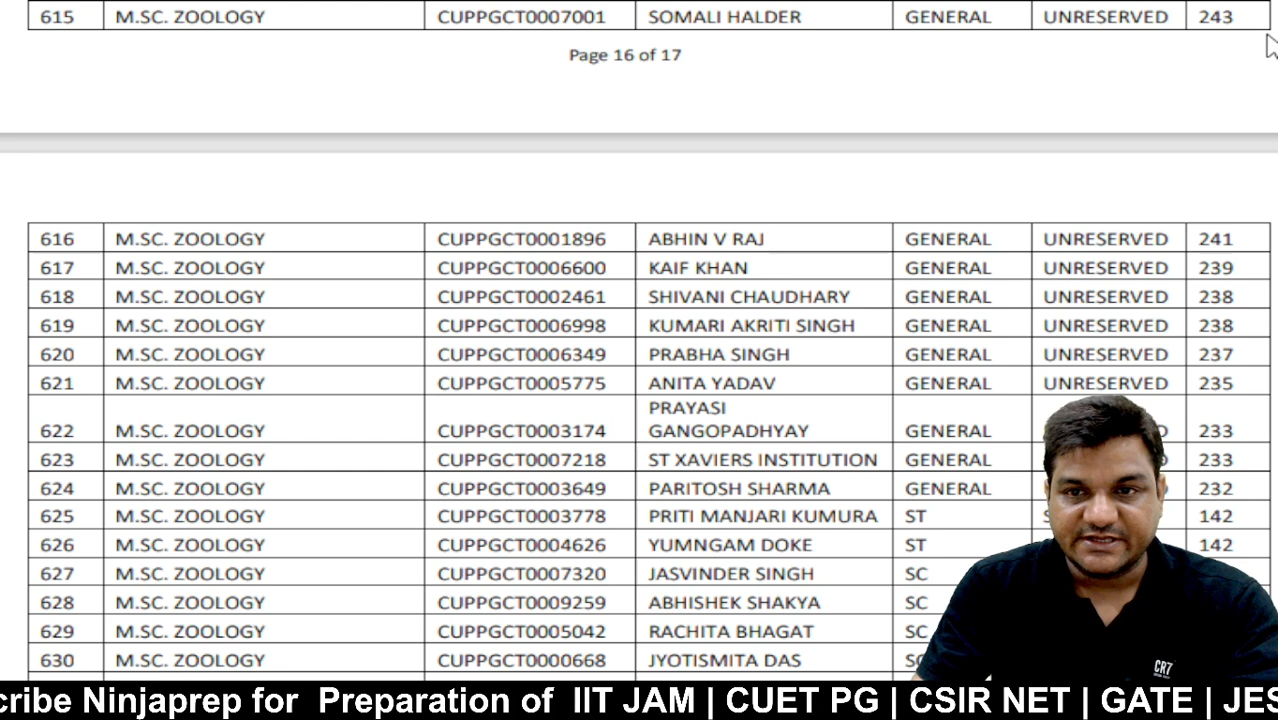 615 M.SC. ZOOLOGY CUPPGCT0007001 SOMALI HALDER GENERAL UNRESERVED 243
Page 16 of 17
616 M.SC. ZOOLOGY CUPPGCT0001896 ABHIN V RAJ GENERAL UNRESERVED 241
617 M.SC. ZOOLOGY CUPPGCT0006600 KAIF KHAN GENERAL UNRESERVED 239
618 M.SC. ZOOLOGY CUPPGCT0002461 SHIVANI CHAUDHARY GENERAL UNRESERVED 238
619 M.SC. ZOOLOGY CUPPGCT0006998 KUMARI AKRITI SINGH GENERAL UNRESERVED 238
620 M.SC. ZOOLOGY CUPPGCT0006349 PRABHA SINGH GENERAL UNRESERVED 237
621 M.SC. ZOOLOGY CUPPGCT0005775 ANITA YADAV GENERAL UNRESERVED 235
PRAYASI
622 M.SC. ZOOLOGY CUPPGCT0003174 GANGOPADHYAY GENERAL 233
623 M.SC. ZOOLOGY CUPPGCT0007218 ST XAVIERS INSTITUTION GENERAL 233
624 M.SC. ZOOLOGY CUPPGCT0003649 PARITOSH SHARMA GENERAL 232
625 M.SC. ZOOLOGY CUPPGCT0003778 PRITI MANJARI KUMURA ST 142
626 M.SC. ZOOLOGY CUPPGCT0004626 YUMNGAM DOKE ST 142
627 M.SC. ZOOLOGY CUPPGCT0007320 JASVINDER SINGH SC
628 M.SC. ZOOLOGY CUPPGCT0009259 ABHISHEK SHAKYA SC
629 M.SC. ZOOLOGY CUPPGCT0005042 RACHITA BHAGAT SC
630 M.SC. ZOOLOGY CUPPGCT0000668 JYOTISMITA DAS
CR7
cribe Ninjaprep for Preparation of IIT JAM | CUET PG | CSIR NET | GATE | JES